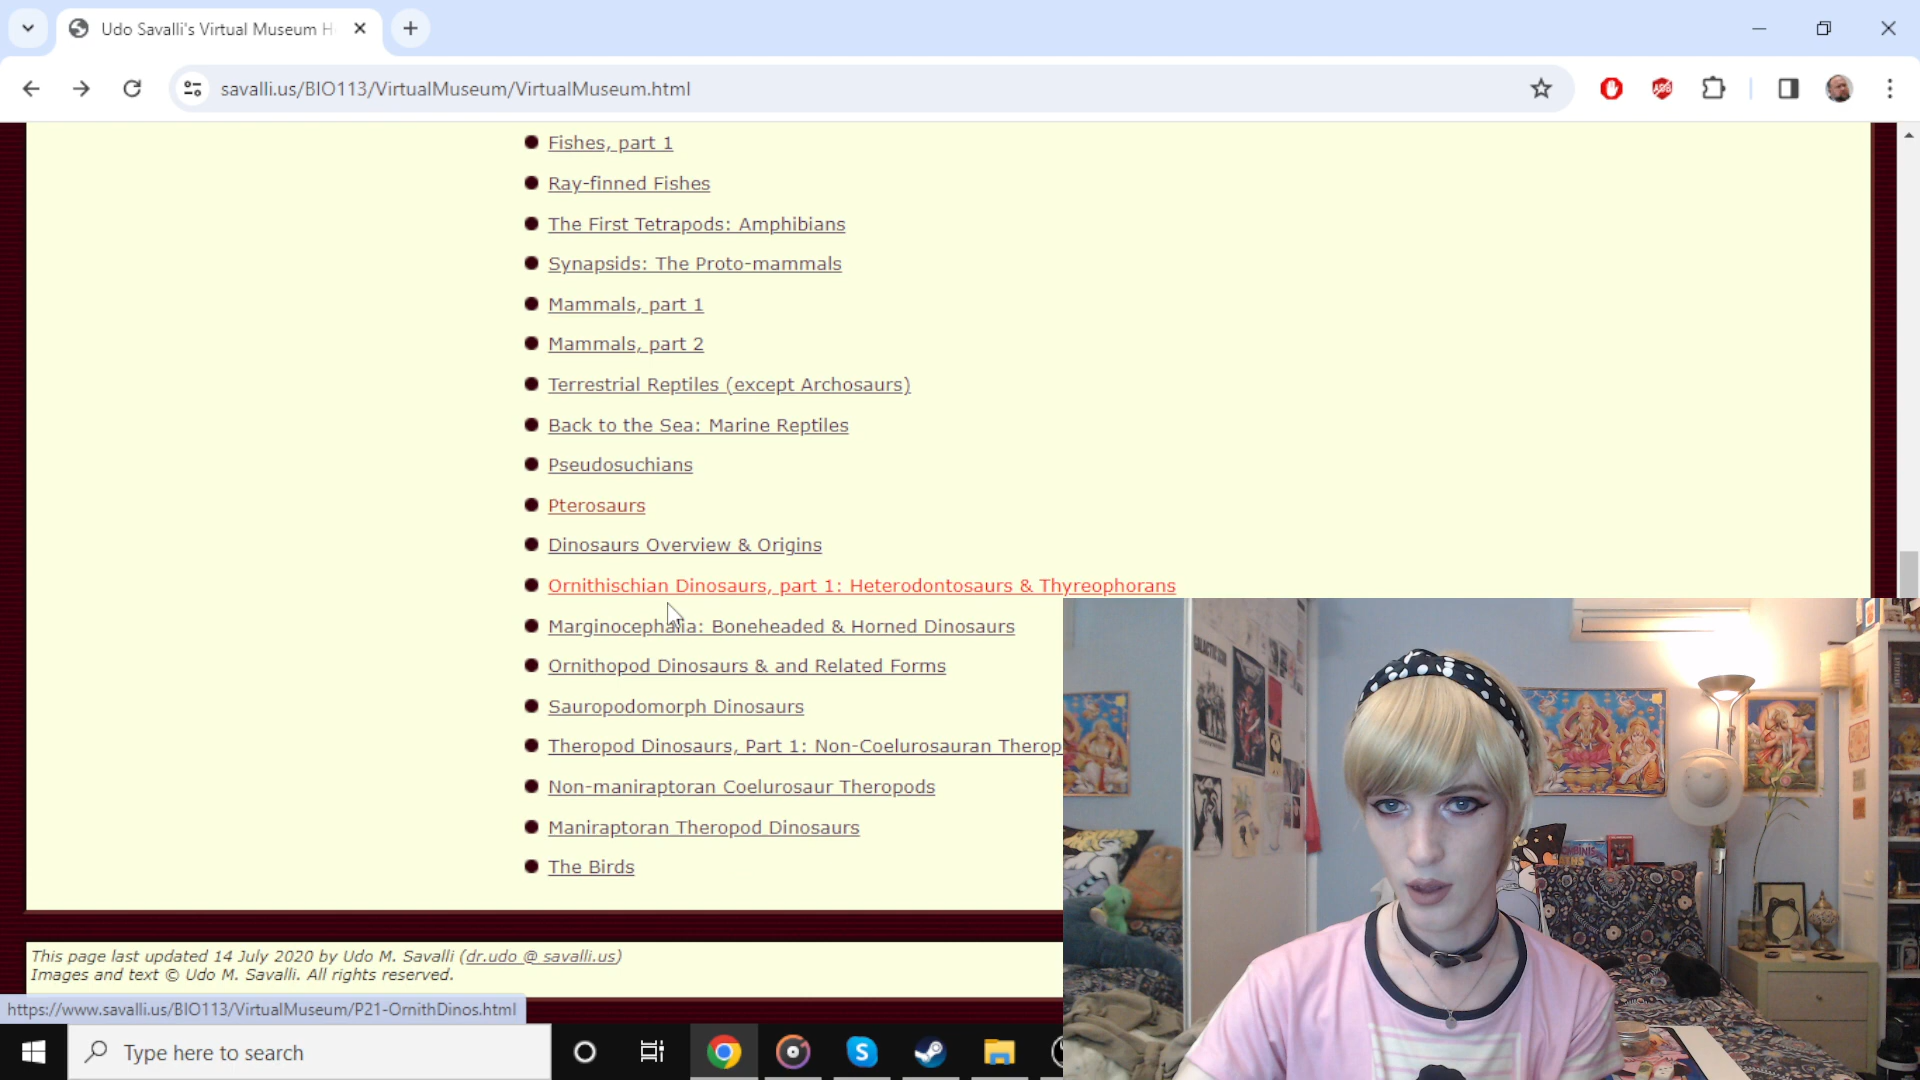 Udo Savalli's Virtual Museum H
savalli.us/BIO113/VirtualMuseum/VirtualMuseum.html
Fishes, part 1
Ray-finned Fishes
The First Tetrapods: Amphibians
Synapsids: The Proto-mammals
Mammals, part 1
Mammals, part 2
Terrestrial Reptiles (except Archosaurs)
Back to the Sea: Marine Reptiles
Pseudosuchians
Pterosaurs
Dinosaurs Overview & Origins
Ornithischian Dinosaurs, part 1: Heterodontosaurs & Thyreophorans
Marginocephalia: Boneheaded & Horned Dinosaurs
Ornithopod Dinosaurs & and Related Forms
Sauropodomorph Dinosaurs
Theropod Dinosaurs, Part 1: Non-Coelurosauran Therop
Non-maniraptoran Coelurosaur Theropods
Maniraptoran Theropod Dinosaurs
The Birds
This page last updated 14 July 2020 by Udo M. Savalli (dr.udo @ savalli.us)
Images and text © Udo M. Savalli. All rights reserved.
https://www.savalli.us/BIO113/VirtualMuseum/P21-OrnithDinos.html
Type here to search